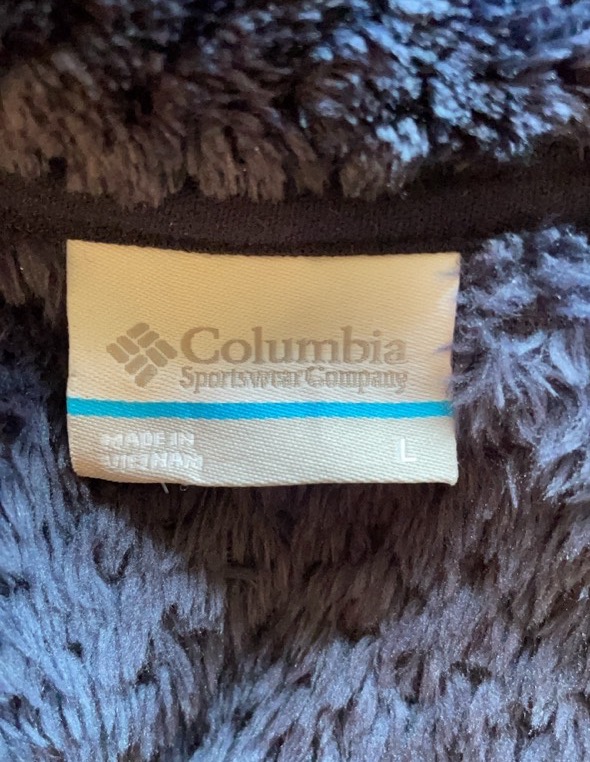 Columbia
Sportswear Company
MADE IN
VIETNAM
L